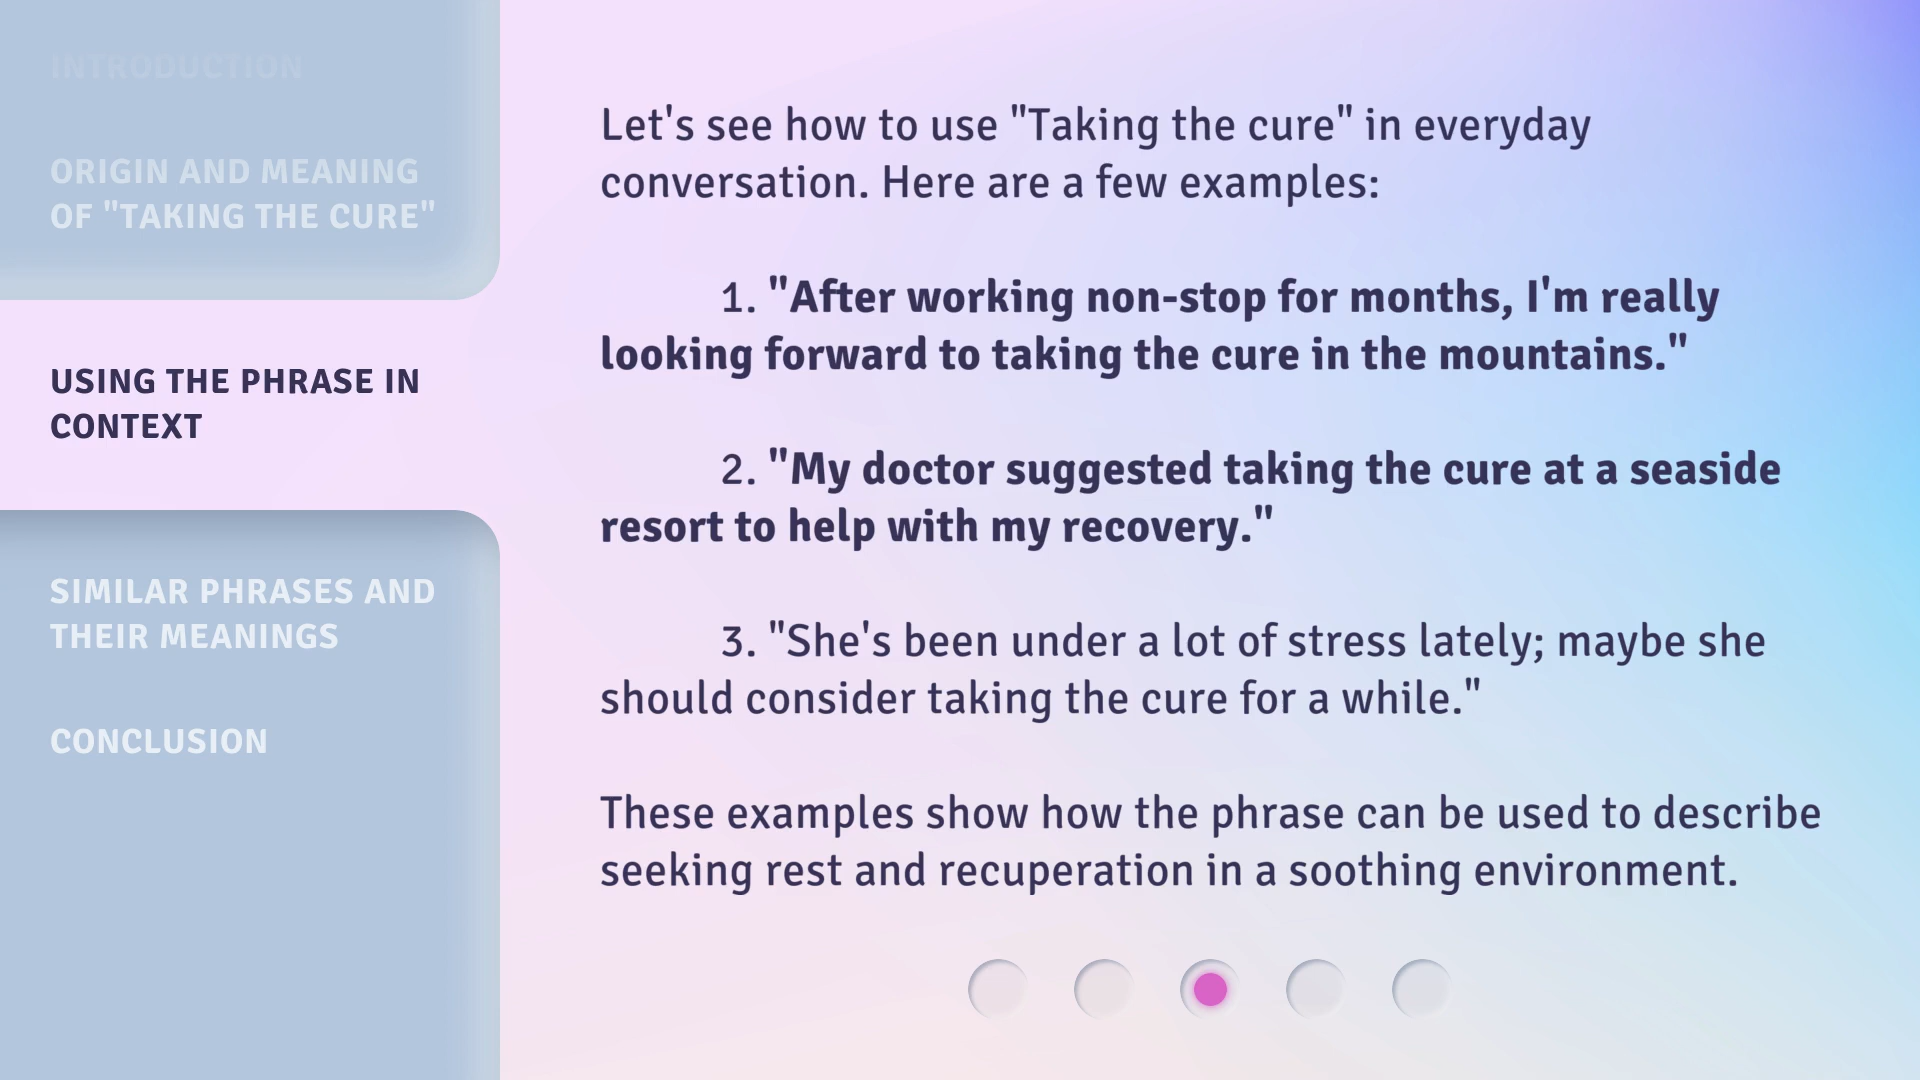 INTRODUCTION
ORIGIN AND MEANING
OF "TAKING THE CURE"
USING THE PHRASE IN
CONTEXT
SIMILAR PHRASES AND
THEIR MEANINGS
CONCLUSION
Let's see how to use "Taking the cure" in everyday
conversation. Here are a few examples:
1. "After working non-stop for months, I'm really
looking forward to taking the cure in the mountains."
2. "My doctor suggested taking the cure at a seaside
resort to help with my recovery."
3. "She's been under a lot of stress lately; maybe she
should consider taking the cure for a while."
These examples show how the phrase can be used to describe
seeking rest and recuperation in a soothing environment.